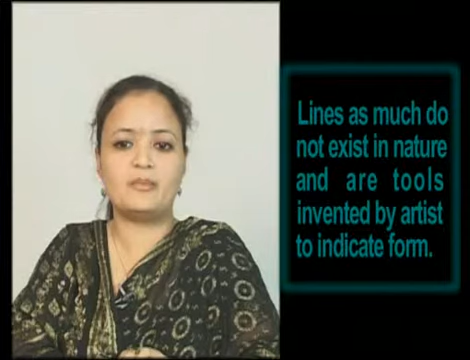 Lines as much do
not exist in nature
and are tools
invented by artist
to indicate form.